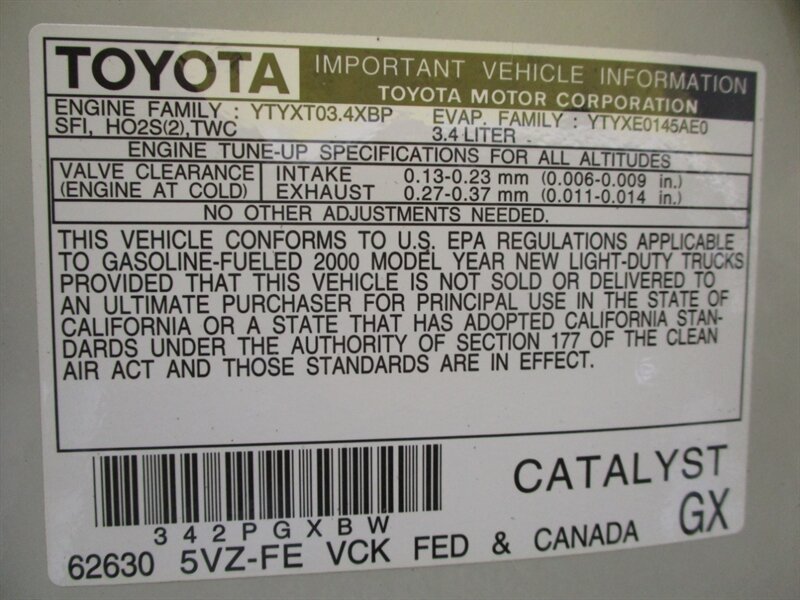 TOYOTA IMPORTANT VEHICLE INFORMATION
TOYOTA MOTOR CORPORATION
ENGINE FAMILY : YTYXT03.4XBP EVAP. FAMILY : YTYXE0145AE0
SFI, HO2S(2),TWC 3.4 LITER
ENGINE TUNE-UP SPECIFICATIONS FOR ALL ALTITUDES
VALVE CLEARANCE INTAKE 0.13-0.23 mm (0.006-0.009 in.)
(ENGINE AT COLD) EXHAUST 0.27-0.37 mm (0.011-0.014 in.)
NO OTHER ADJUSTMENTS NEEDED.
THIS VEHICLE CONFORMS TO U.S. EPA REGULATIONS APPLICABLE
TO GASOLINE-FUELED 2000 MODEL YEAR NEW LIGHT-DUTY TRUCKS
PROVIDED THAT THIS VEHICLE IS NOT SOLD OR DELIVERED TO
AN ULTIMATE PURCHASER FOR PRINCIPAL USE IN THE STATE OF
CALIFORNIA OR A STATE THAT HAS ADOPTED CALIFORNIA STAN-
DARDS UNDER THE AUTHORITY OF SECTION 177 OF THE CLEAN
AIR ACT AND THOSE STANDARDS ARE IN EFFECT.
CATALYST
342PGXBW
GX
62630 5VZ-FE VCK FED & CANADA